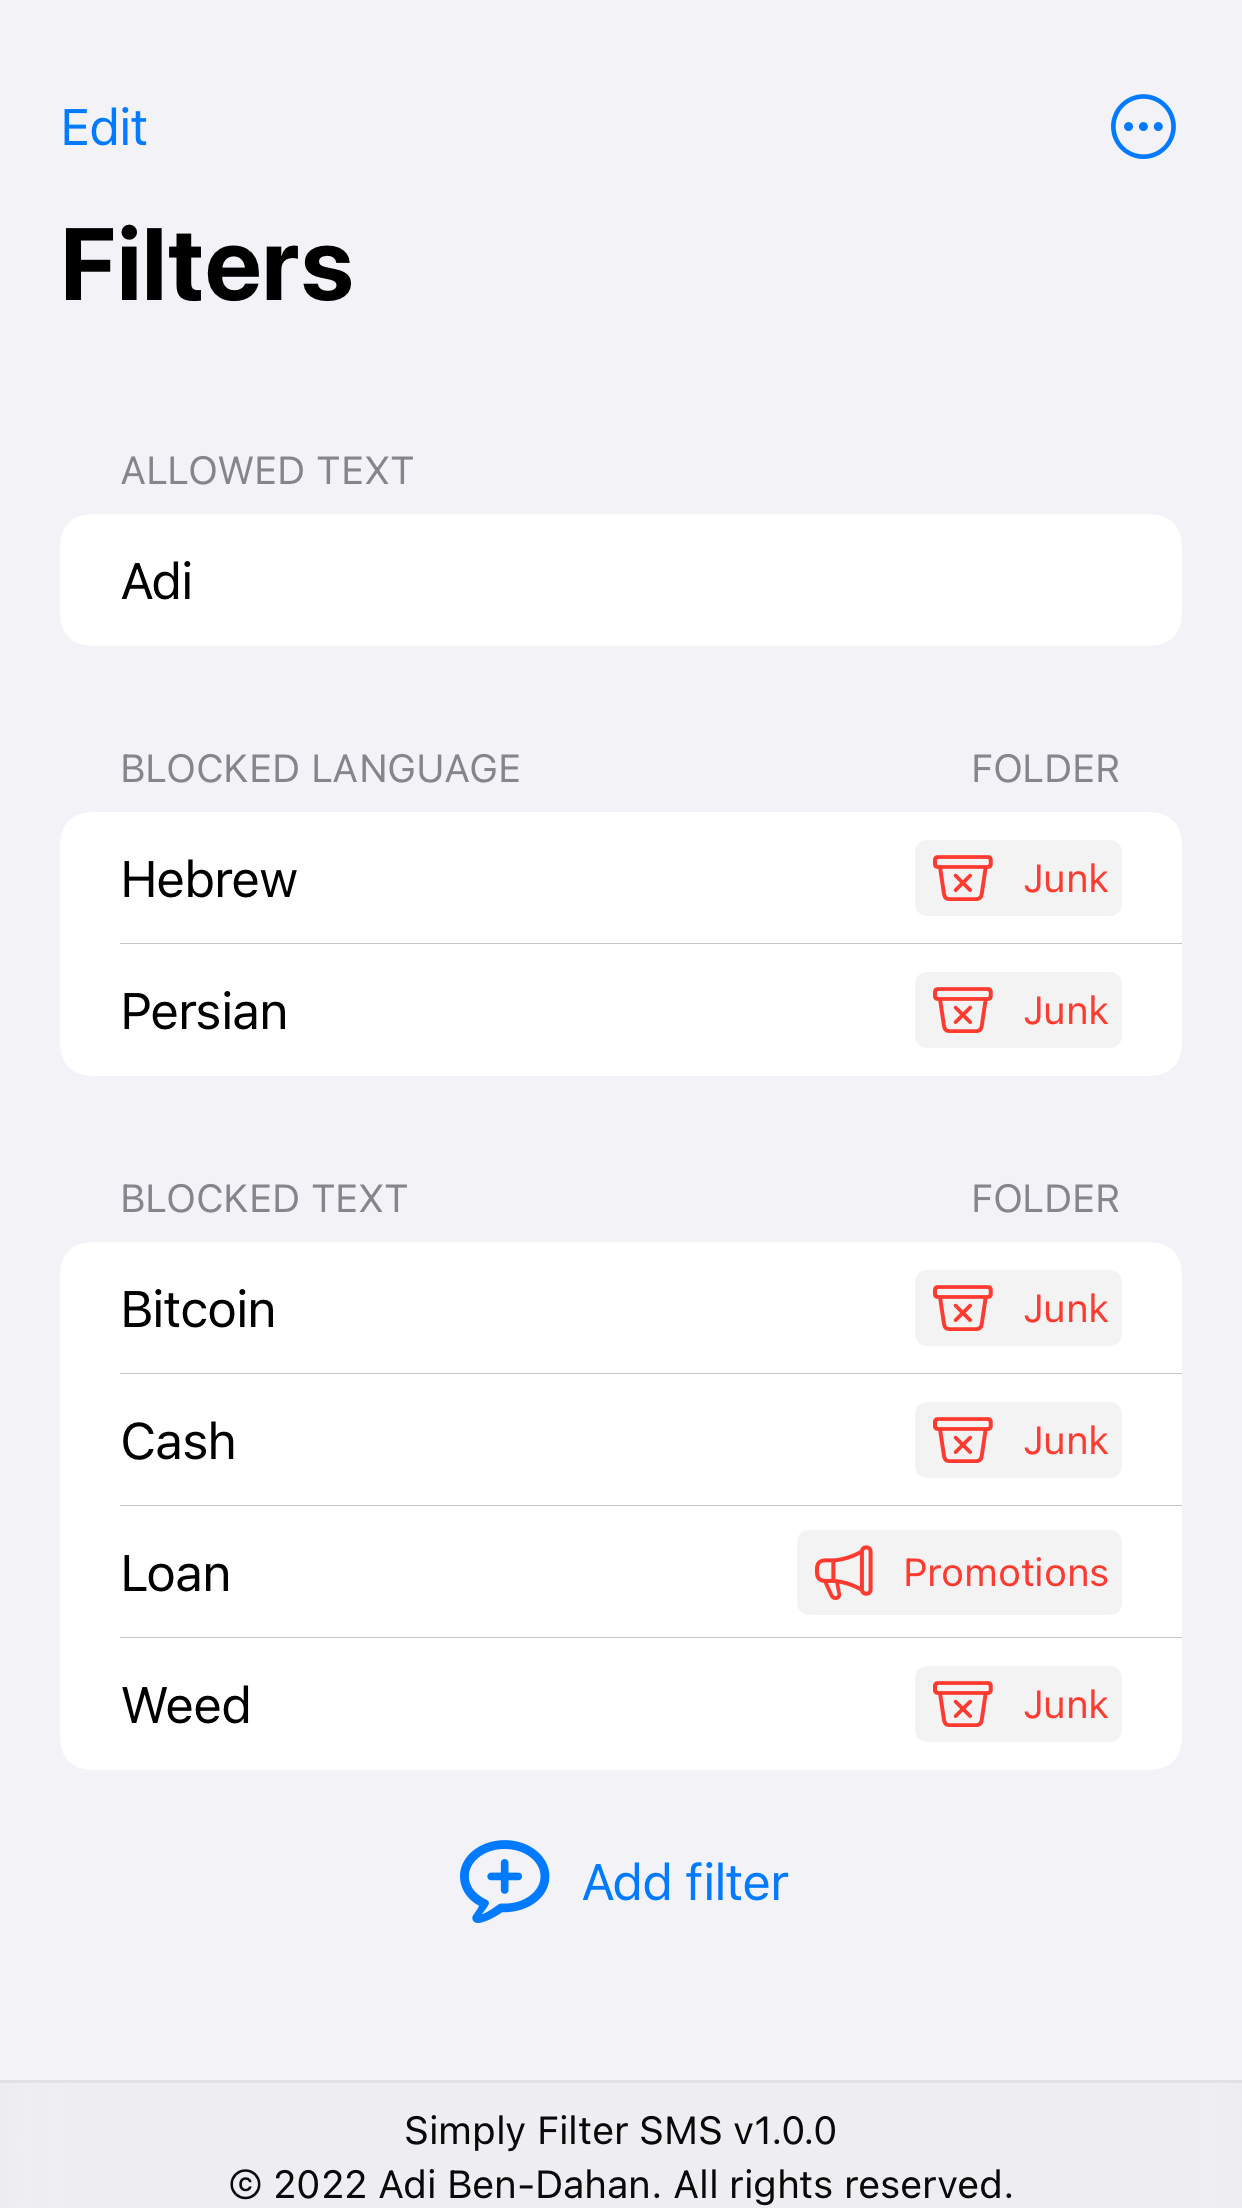 Edit
Filters
ALLOWED TEXT
Adi
BLOCKED LANGUAGE FOLDER
Hebrew Junk
Persian Junk
BLOCKED TEXT FOLDER
Bitcoin Junk
Cash Junk
Loan Promotions
Weed Junk
Add filter
Simply Filter SMS v1.0.0
© 2022 Adi Ben-Dahan. All rights reserved.